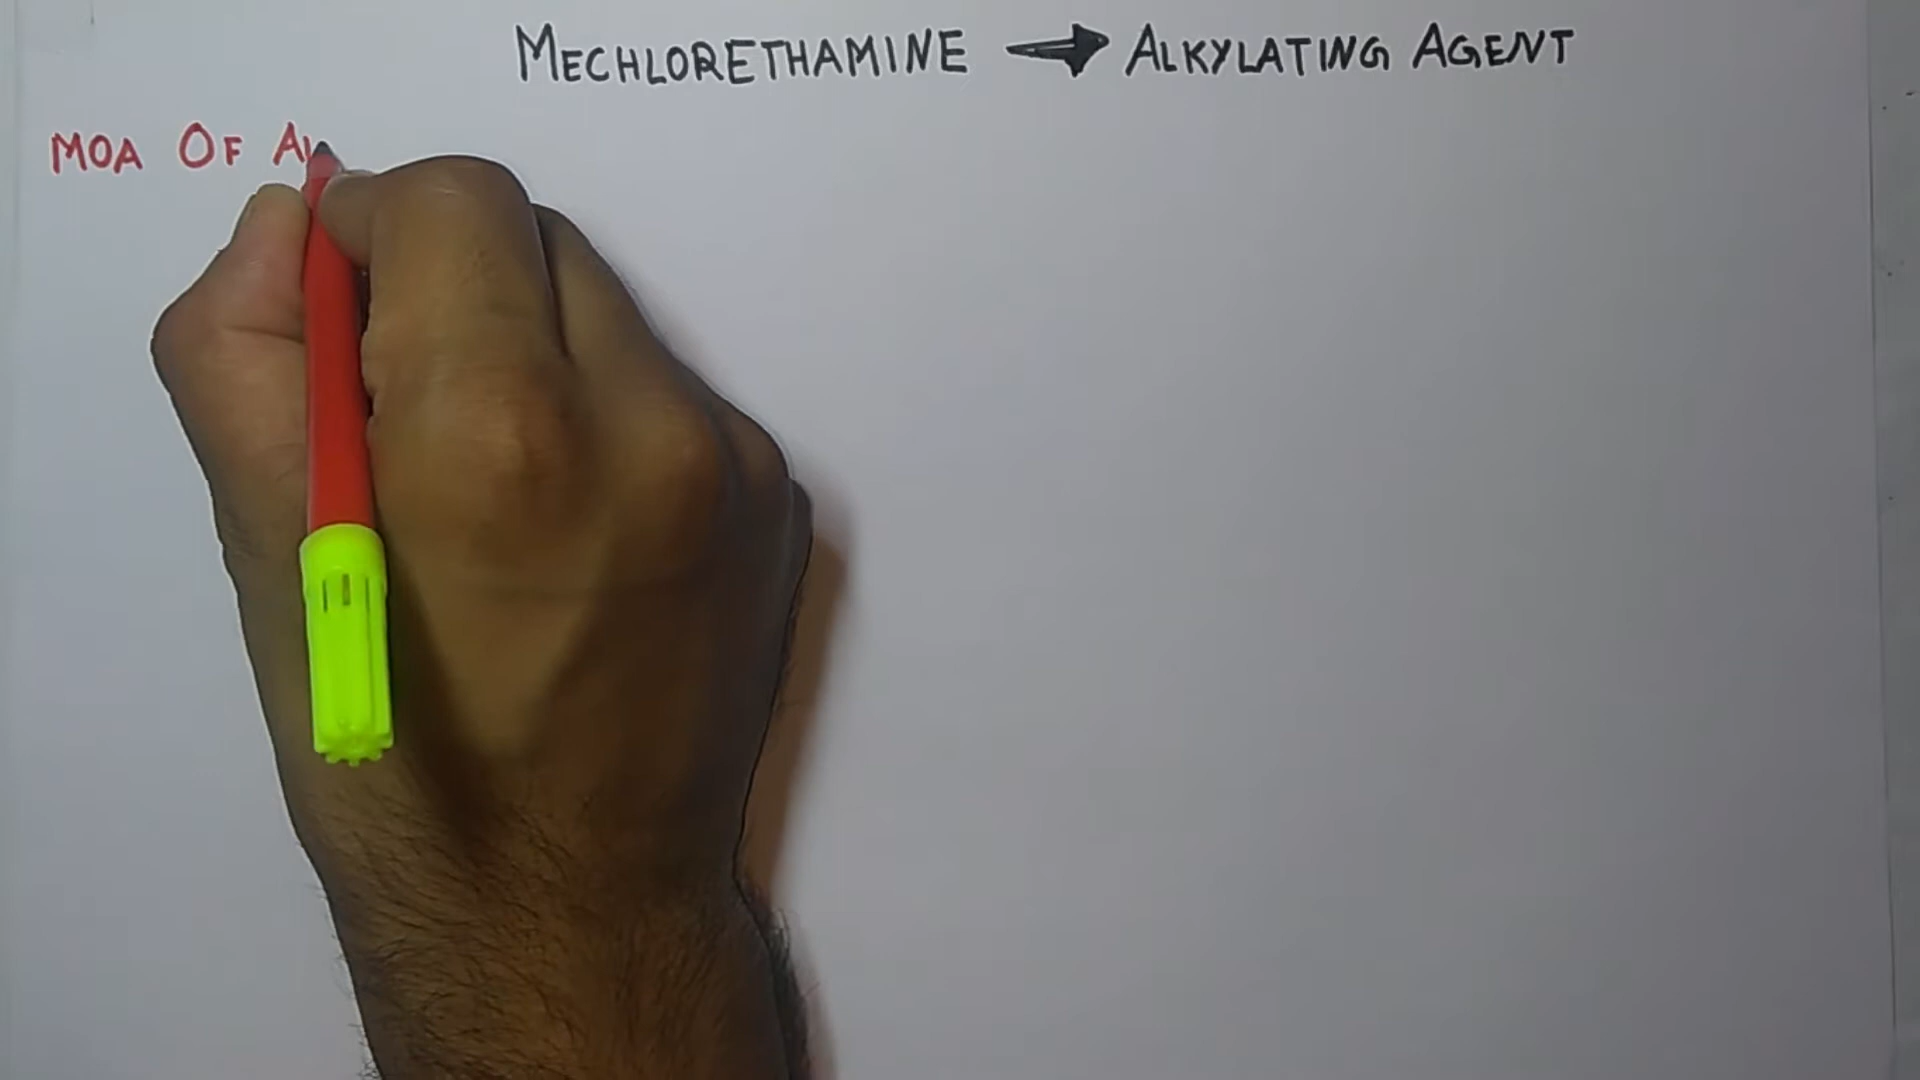 MECHLORETHAMINE → ALKYLATING AGENT
MOA OF